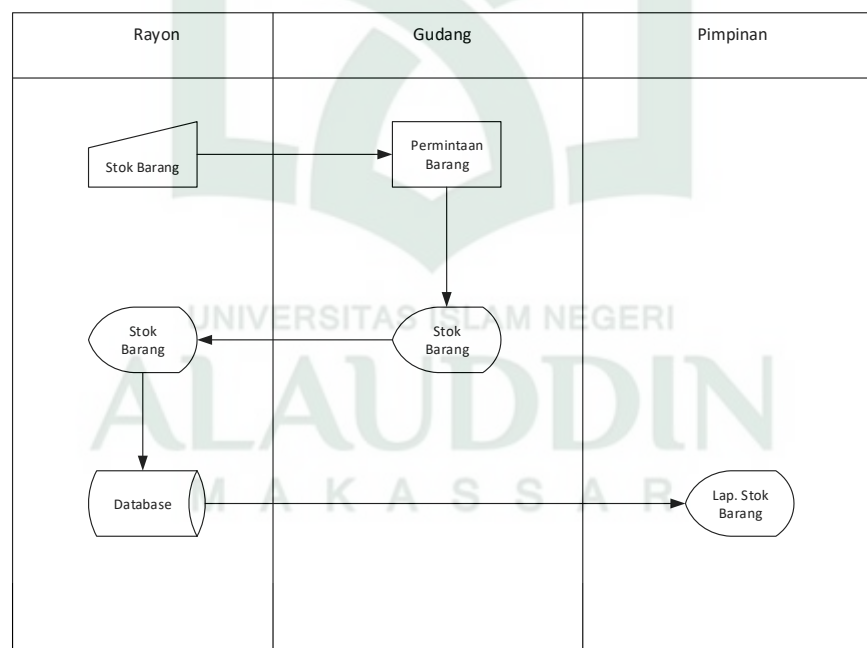 Rayon
Gudang
Pimpinan
Stok Barang
Permintaan
Barang
Stok
Barang
Stok
Barang
Database
Lap. Stok
Barang
UNIVERSITAS ISLAM NEGERI
ALAUDDIN
MAKASSAR